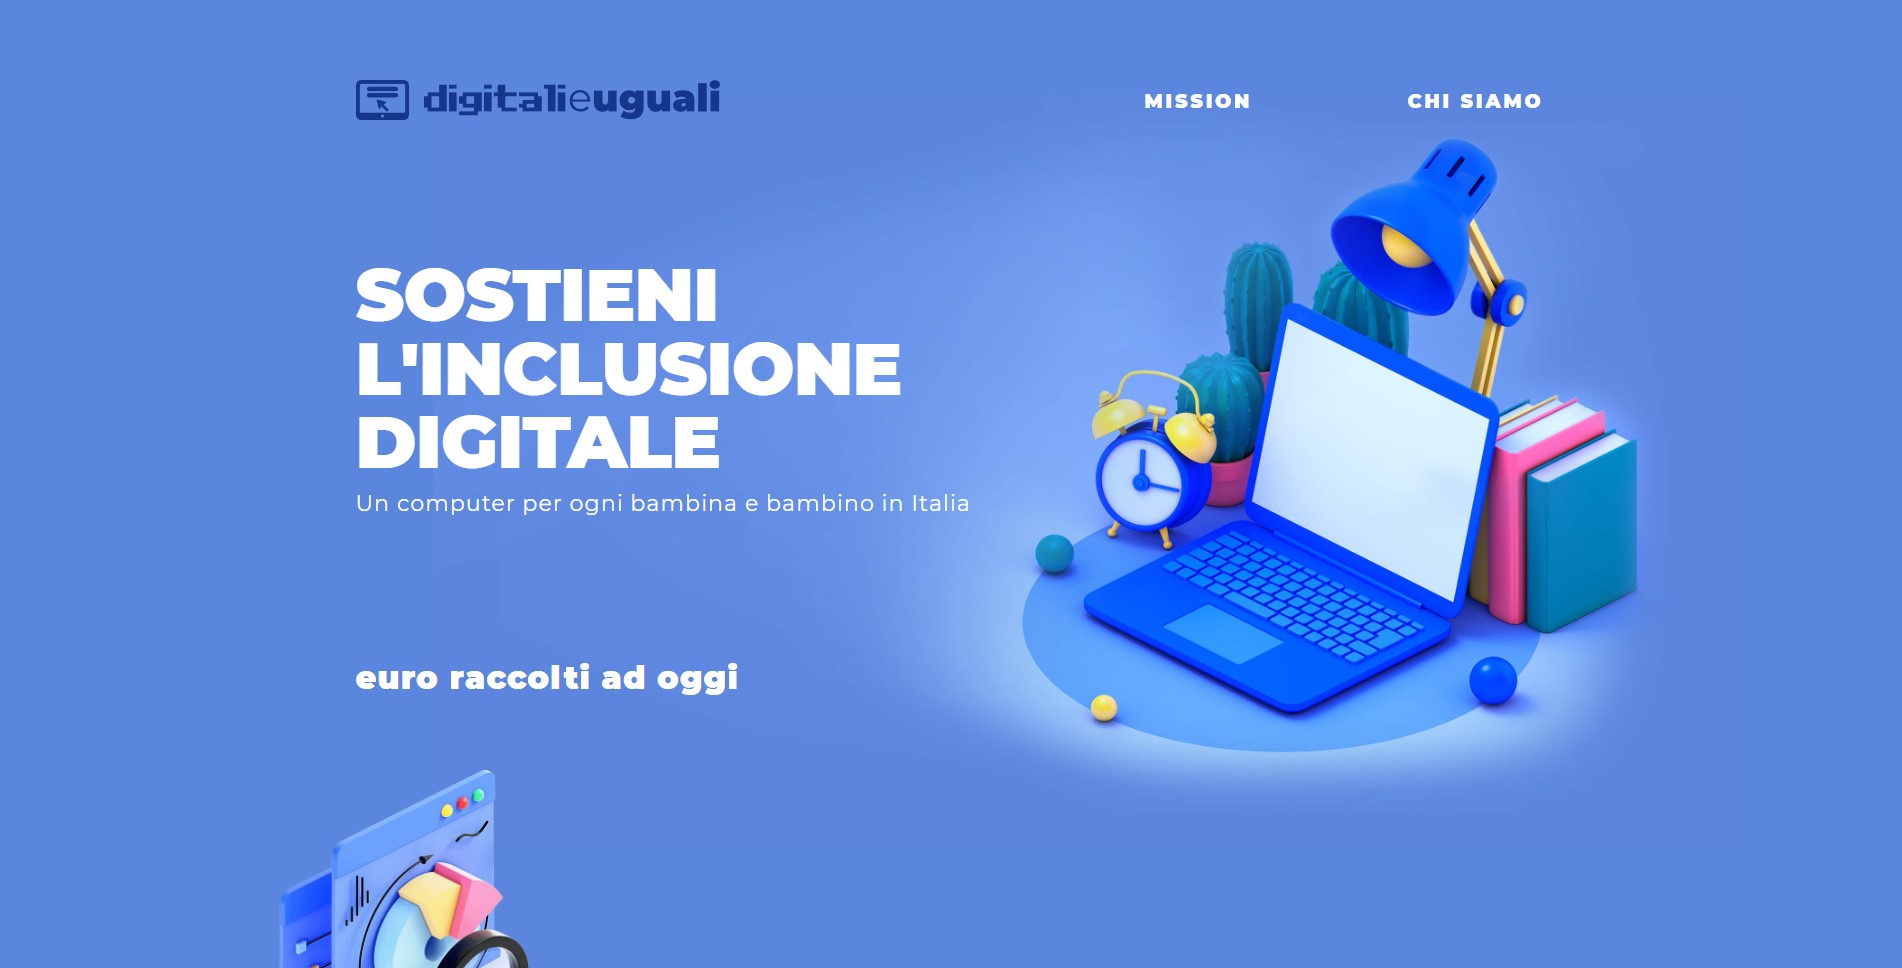 digitalieuguali
MISSION
CHI SIAMO
SOSTIENI
L'INCLUSIONE
DIGITALE
Un computer per ogni bambina e bambino in Italia
euro raccolti ad oggi